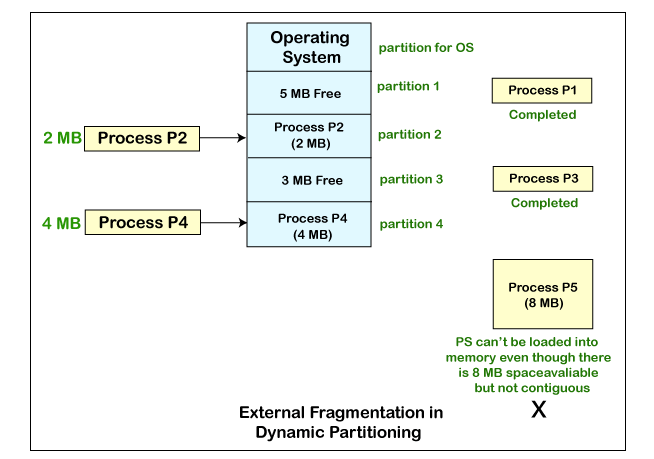 Operating
System
partition for OS
5 MB Free
partition 1
Process P1
Completed
2 MB
Process P2
Process P2
(2 MB)
partition 2
3 MB Free
partition 3
Process P3
Completed
4 MB
Process P4
Process P4
(4 MB)
partition 4
Process P5
(8 MB)
PS can't be loaded into
memory even though there
is 8 MB spaceavaliable
but not contiguous
X
External Fragmentation in
Dynamic Partitioning